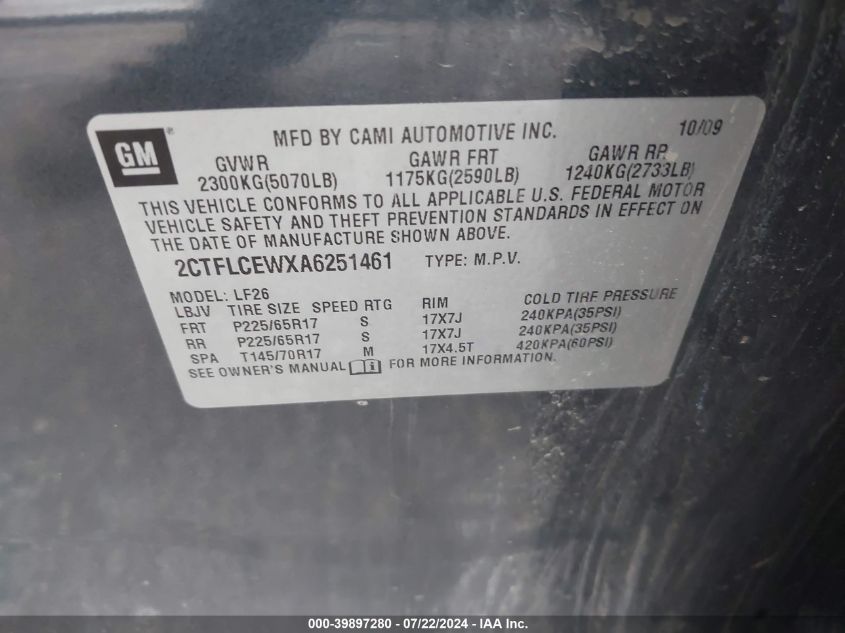 GM®
MFD BY CAMI AUTOMOTIVE INC. 10/09
GVWR GAWR FRT GAWR RR
2300KG(5070LB) 1175KG(2590LB) 1240KG(2733LB)
THIS VEHICLE CONFORMS TO ALL APPLICABLE U.S. FEDERAL MOTOR
VEHICLE SAFETY AND THEFT PREVENTION STANDARDS IN EFFECT ON
THE DATE OF MANUFACTURE SHOWN ABOVE.
2CTFLCEWXA6251461 TYPE: M.P.V.
MODEL: LF26
LBJV TIRE SIZE SPEED RTG RIM COLD TIRE PRESSURE
FRT P225/65R17 S 17X7J 240KPA(35PSI)
RR P225/65R17 S 17X7J 240KPA(35PSI)
SPA T145/70R17 M 17X4.5T 420KPA(60PSI)
SEE OWNER'S MANUAL i FOR MORE INFORMATION.
000-39897280 - 07/22/2024 - IAA Inc.